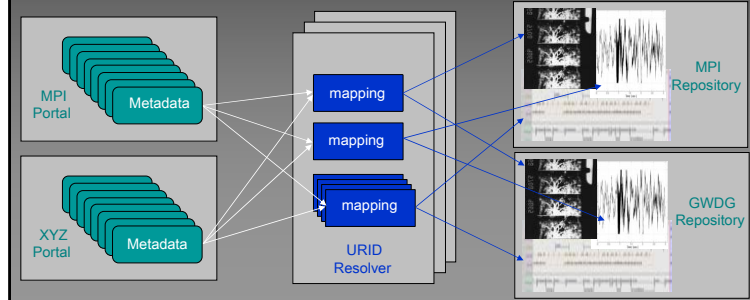 MPI
Portal
Metadata
XYZ
Portal
Metadata
mapping
mapping
mapping
URID
Resolver
MPI
Repository
GWDG
Repository